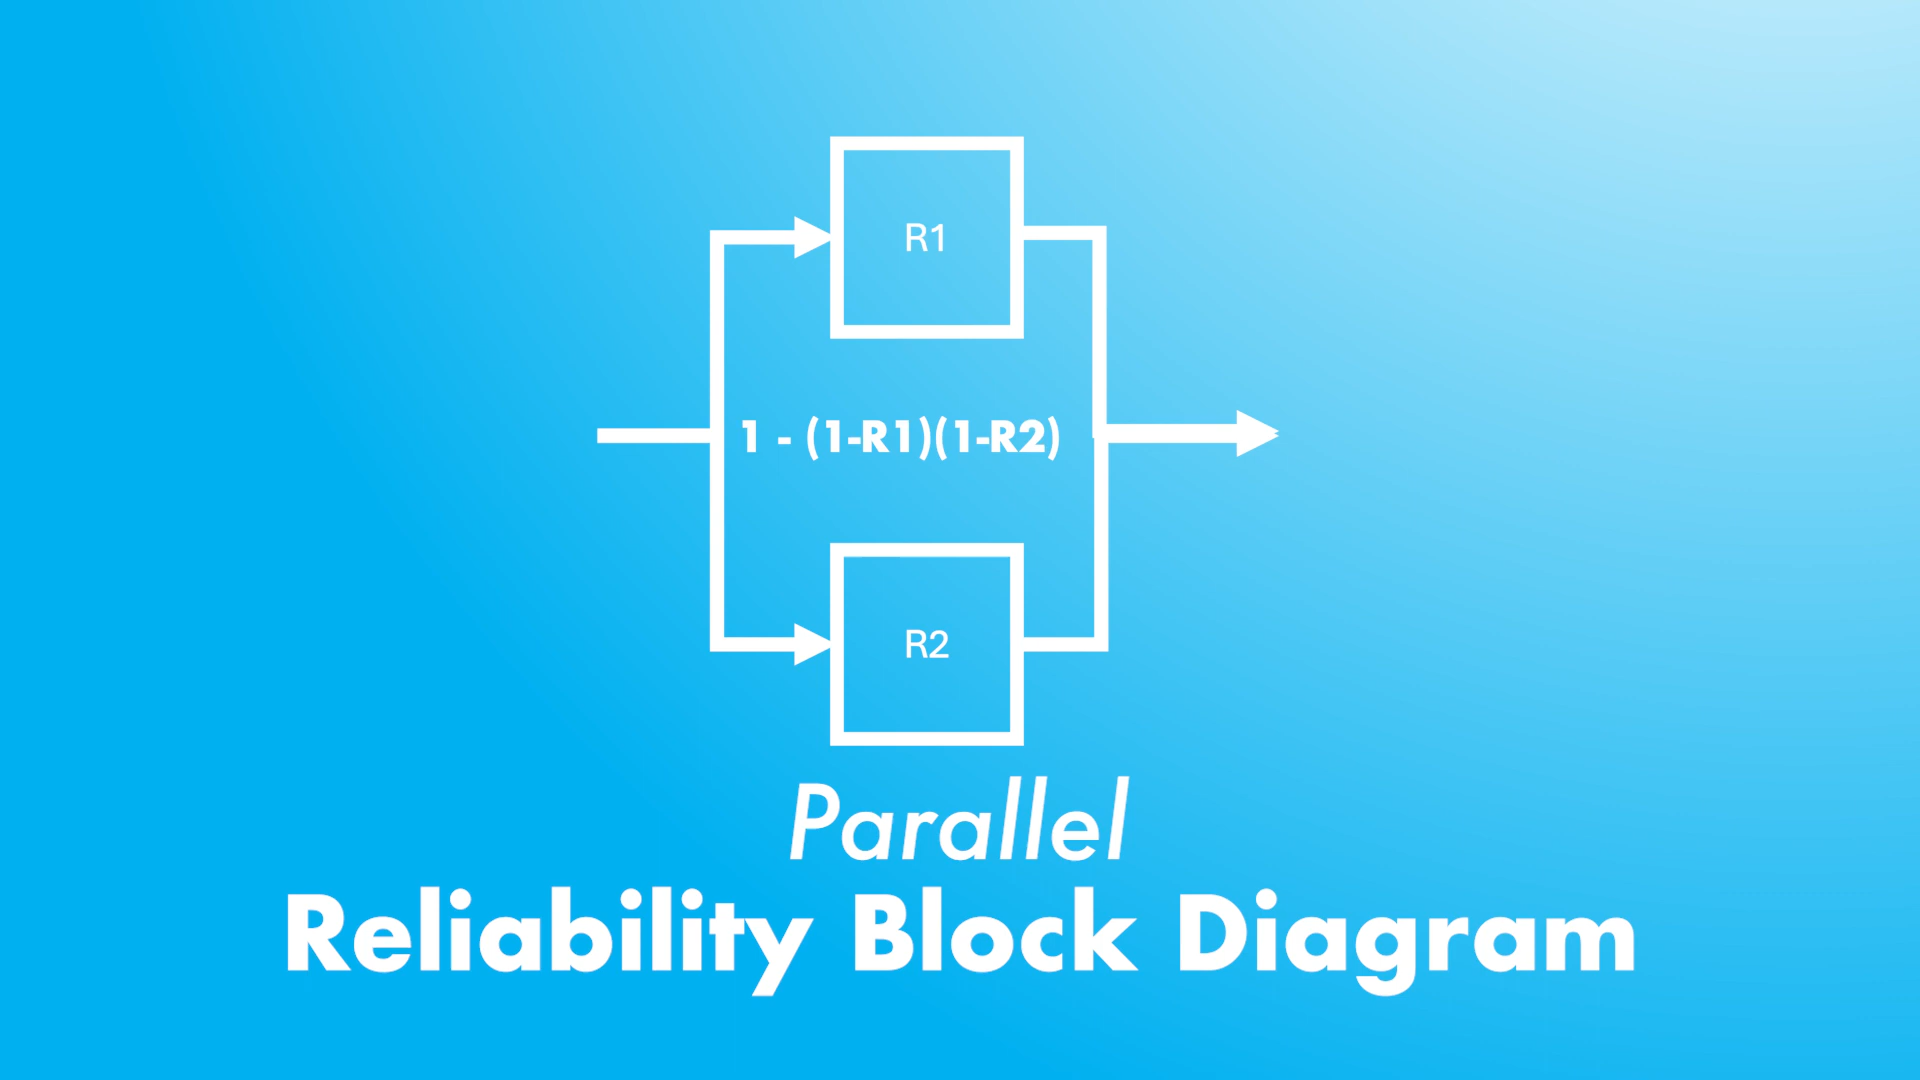 R1
1 - (1-R1)(1-R2)
R2
Parallel
Reliability Block Diagram